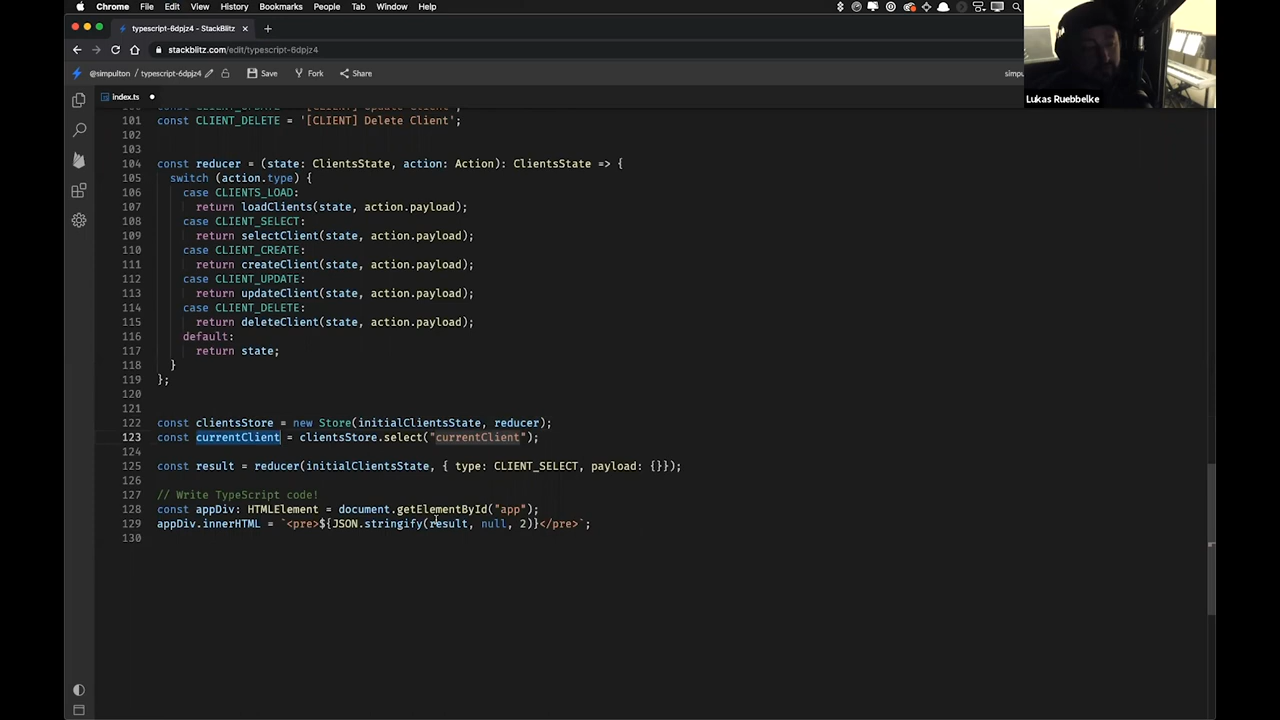 Chrome File Edit View History Bookmarks People Tab Window Help
typescript-6dpjz4 - StackBlitz
stackblitz.com/edit/typescript-6dpjz4
@simpulton / typescript-6dpjz4 Save Fork Share simpu
Lukas Ruebbelke
index.ts
101 const CLIENT_DELETE = '[CLIENT] Delete Client';
102
103
104 const reducer = (state: ClientsState, action: Action): ClientsState => {
105 switch (action.type) {
106 case CLIENTS_LOAD:
107 return loadClients(state, action.payload);
108 case CLIENT_SELECT:
109 return selectClient(state, action.payload);
110 case CLIENT_CREATE:
111 return createClient(state, action.payload);
112 case CLIENT_UPDATE:
113 return updateClient(state, action.payload);
114 case CLIENT_DELETE:
115 return deleteClient(state, action.payload);
116 default:
117 return state;
118 }
119 };
120
121
122 const clientsStore = new Store(initialClientsState, reducer);
123 const currentClient = clientsStore.select("currentClient");
124
125 const result = reducer(initialClientsState, { type: CLIENT_SELECT, payload: {}});
126
127 // Write TypeScript code!
128 const appDiv: HTMLElement = document.getElementById("app");
129 appDiv.innerHTML = `<pre>${JSON.stringify(result, null, 2)}</pre>`;
130